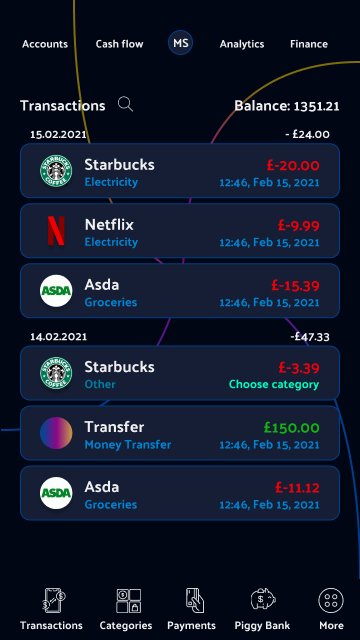 Accounts Cash flow MS Analytics Finance
Transactions Balance: 1351.21
15.02.2021 - £24.00
Starbucks £-20.00
Electricity 12:46, Feb 15, 2021
Netflix £-9.99
Electricity 12:46, Feb 15, 2021
ASDA Asda £-15.39
Groceries 12:46, Feb 15, 2021
14.02.2021 -£47.33
Starbucks £-3.39
Other Choose category
Transfer £150.00
Money Transfer 12:46, Feb 15, 2021
ASDA Asda £-11.12
Groceries 12:46, Feb 15, 2021
Transactions Categories Payments Piggy Bank More